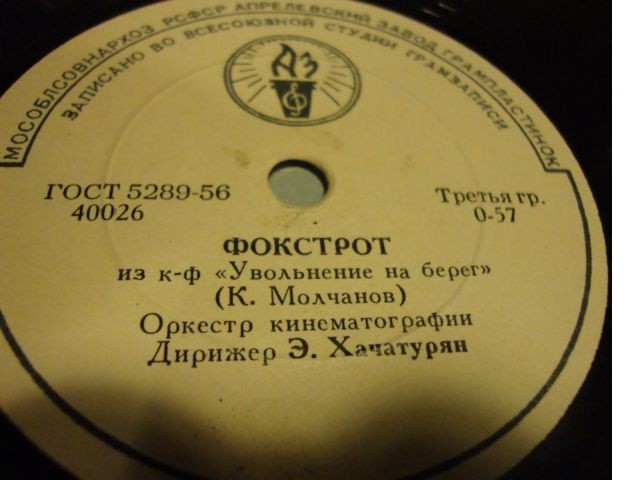 МОСОБЛСОВНАРХОЗ РСФСР АПРЕЛЕВСКИЙ ЗАВОД ГРАМПЛАСТИНОК
ЗАПИСАНО ВО ВСЕСОЮЗНОЙ СТУДИИ ГРАМЗАПИСИ
АЗ
ГОСТ 5289-56
40026
Третья гр.
0-57
ФОКСТРОТ
из к-ф «Увольнение на берег»
(К. Молчанов)
Оркестр кинематографии
Дирижер Э. Хачатурян